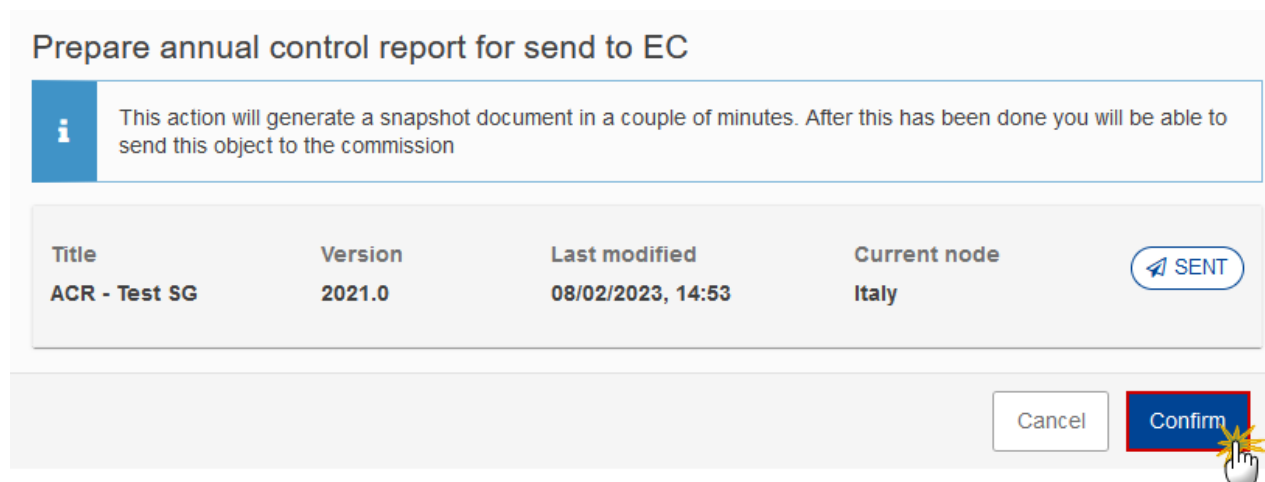 Prepare annual control report for send to EC
i
This action will generate a snapshot document in a couple of minutes. After this has been done you will be able to
send this object to the commission
Title Version Last modified Current node
SENT
ACR - Test SG 2021.0 08/02/2023, 14:53 Italy
Cancel Confirm